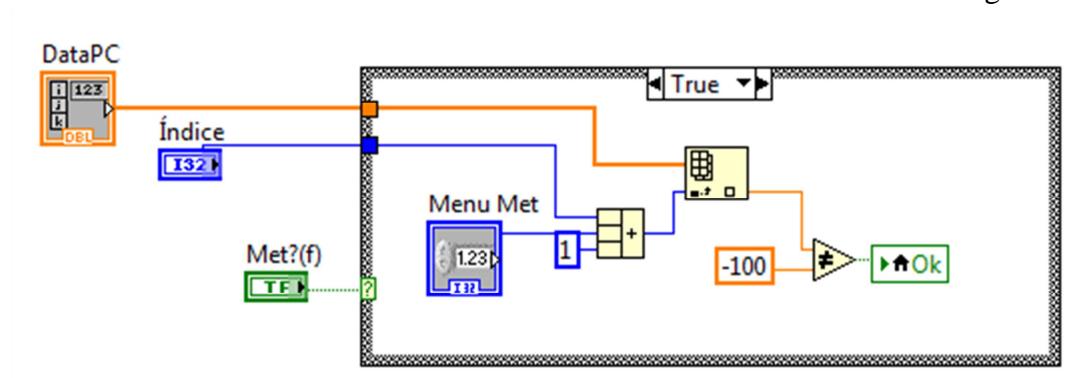 DataPC
i 123
j
k
DBL
Índice
I32
True
Menu Met
1.23
I32
1
+
Met?(f)
TF
?
-100
≠
Ok